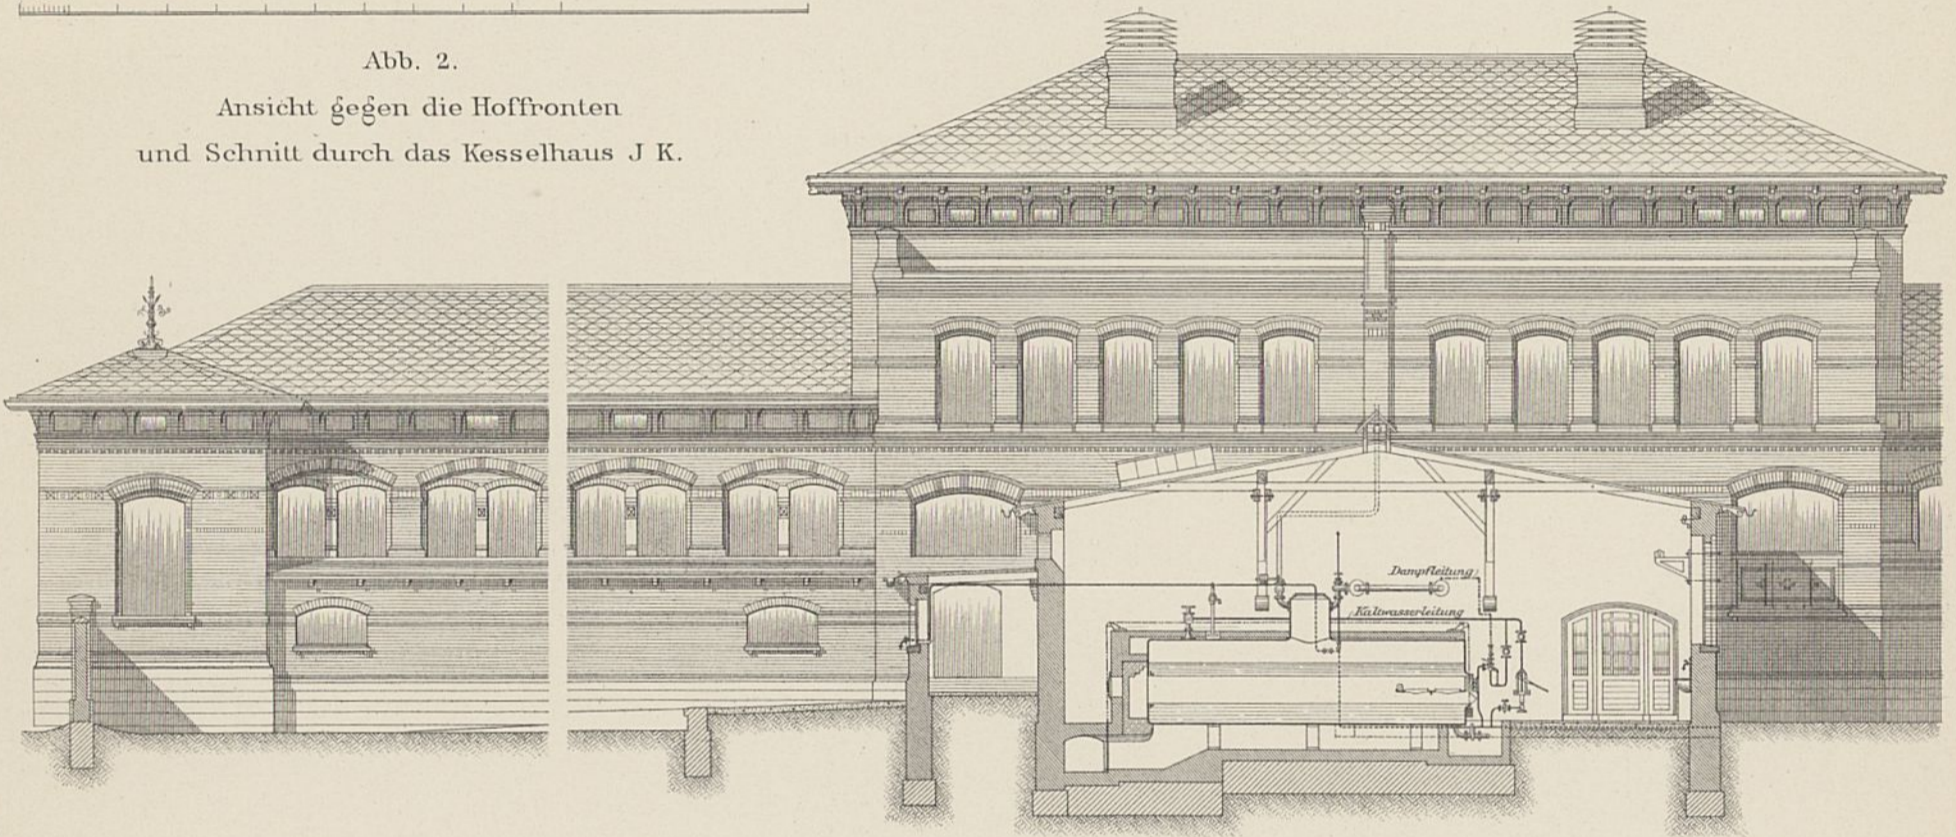 Abb. 2.
Ansicht gegen die Hoffronten
und Schnitt durch das Kesselhaus J K.
Dampfleitung
Kaltwasserleitung